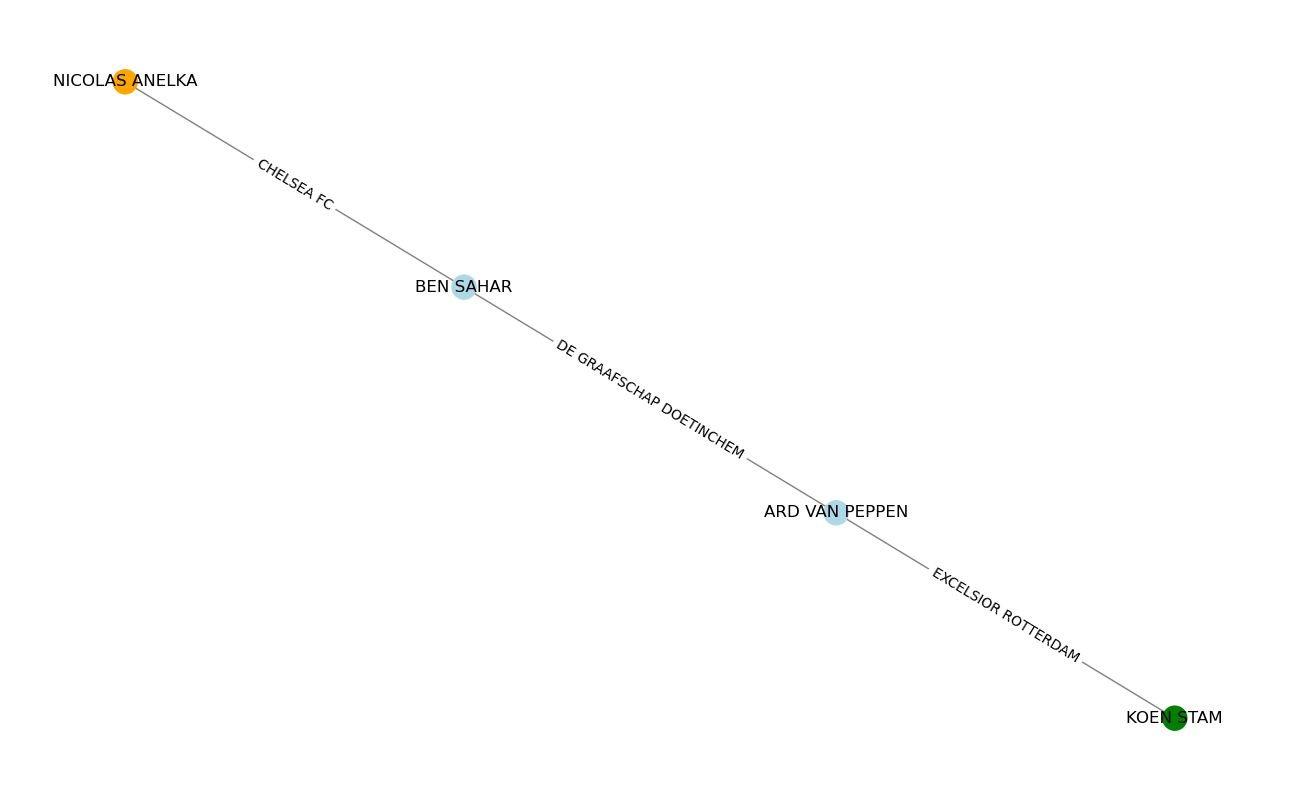 NICOLAS ANELKA
CHELSEA FC
BEN SAHAR
DE GRAAFSCHAP DOETINCHEM
ARD VAN PEPPEN
EXCELSIOR ROTTERDAM
KOEN STAM